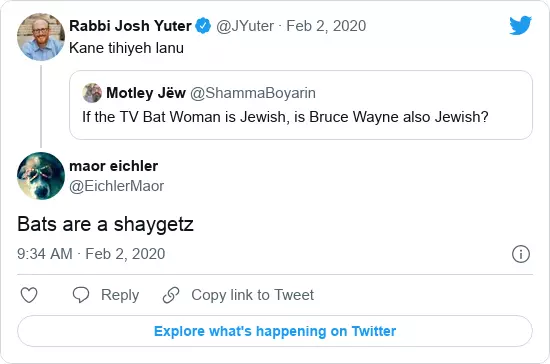 Rabbi Josh Yuter @JYuter · Feb 2, 2020
Kane tihiyeh lanu
Motley Jëw @ShammaBoyarin
If the TV Bat Woman is Jewish, is Bruce Wayne also Jewish?
maor eichler
@EichlerMaor
Bats are a shaygetz
9:34 AM · Feb 2, 2020
Reply
Copy link to Tweet
Explore what's happening on Twitter